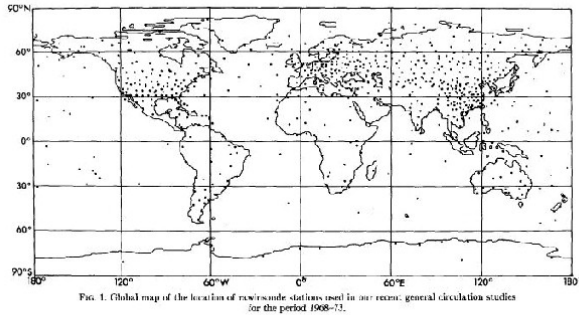 90°N
60°
30°
0°
30°
60°
90°S
180° 120° 60°W 0° 60°E 120° 180
FIG. 1. Global map of the location of rawinsonde stations used in our recent general circulation studies
for the period 1968–73.